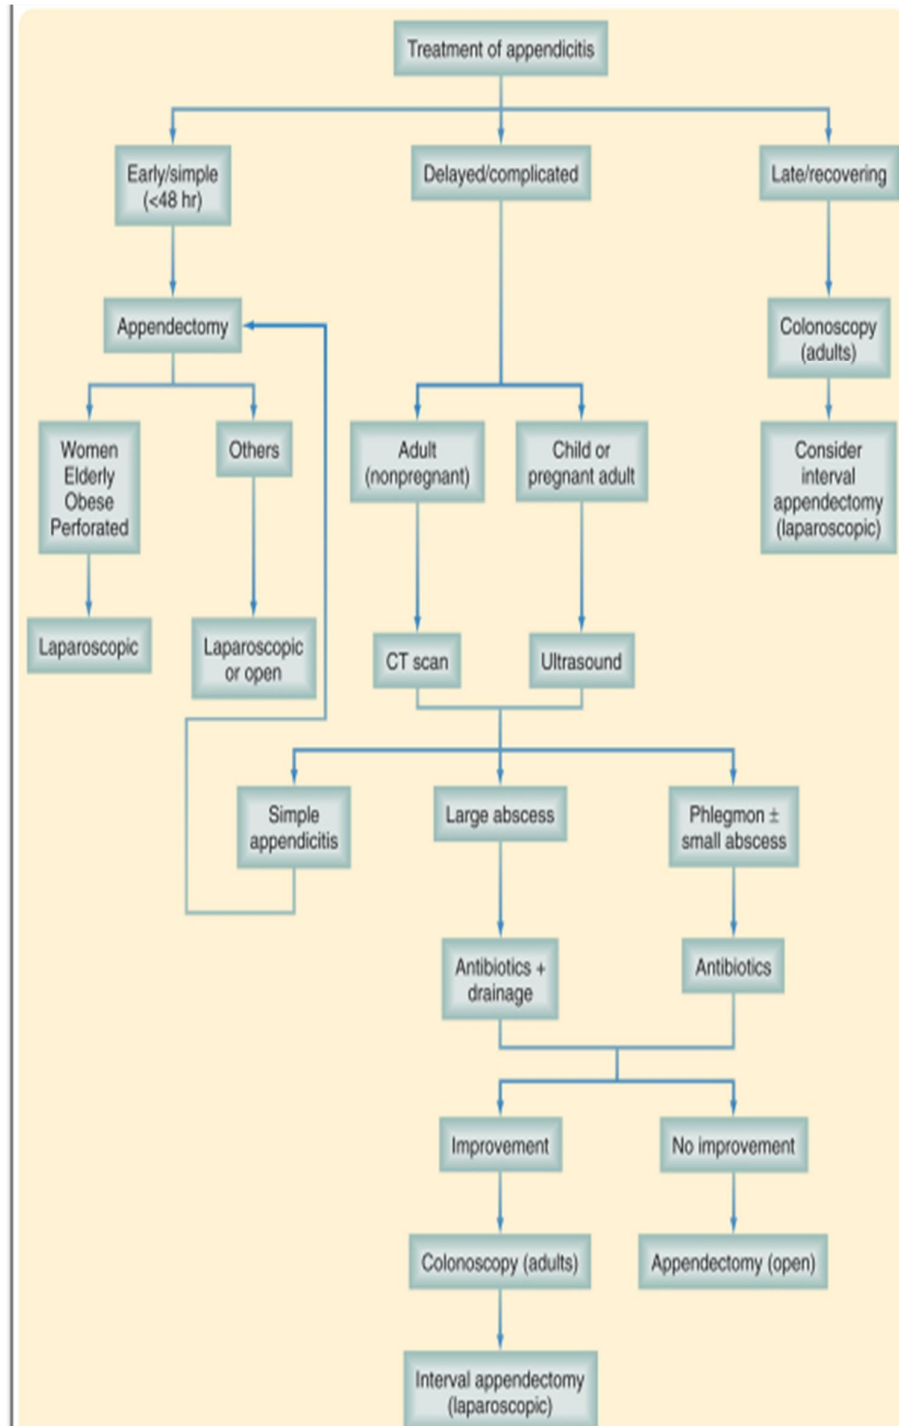 Treatment of appendicitis
Early/simple
(<48 hr)
Delayed/complicated
Late/recovering
Appendectomy
Colonoscopy
(adults)
Women
Elderly
Obese
Perforated
Others
Adult
(nonpregnant)
Child or
pregnant adult
Consider
interval
appendectomy
(laparoscopic)
Laparoscopic
Laparoscopic
or open
CT scan
Ultrasound
Simple
appendicitis
Large abscess
Phlegmon ±
small abscess
Antibiotics +
drainage
Antibiotics
Improvement
No improvement
Colonoscopy (adults)
Appendectomy (open)
Interval appendectomy
(laparoscopic)